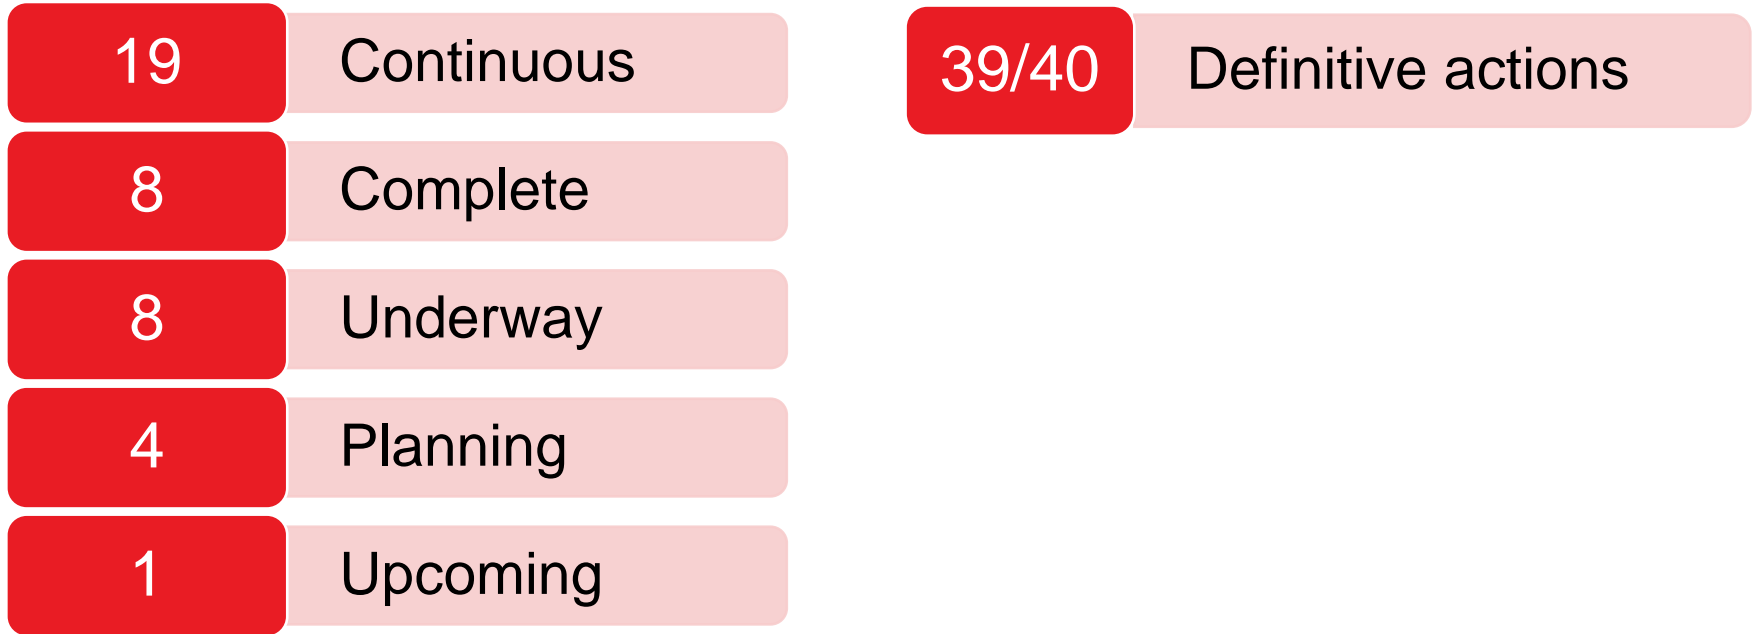 19 Continuous
8 Complete
8 Underway
4 Planning
1 Upcoming
39/40 Definitive actions